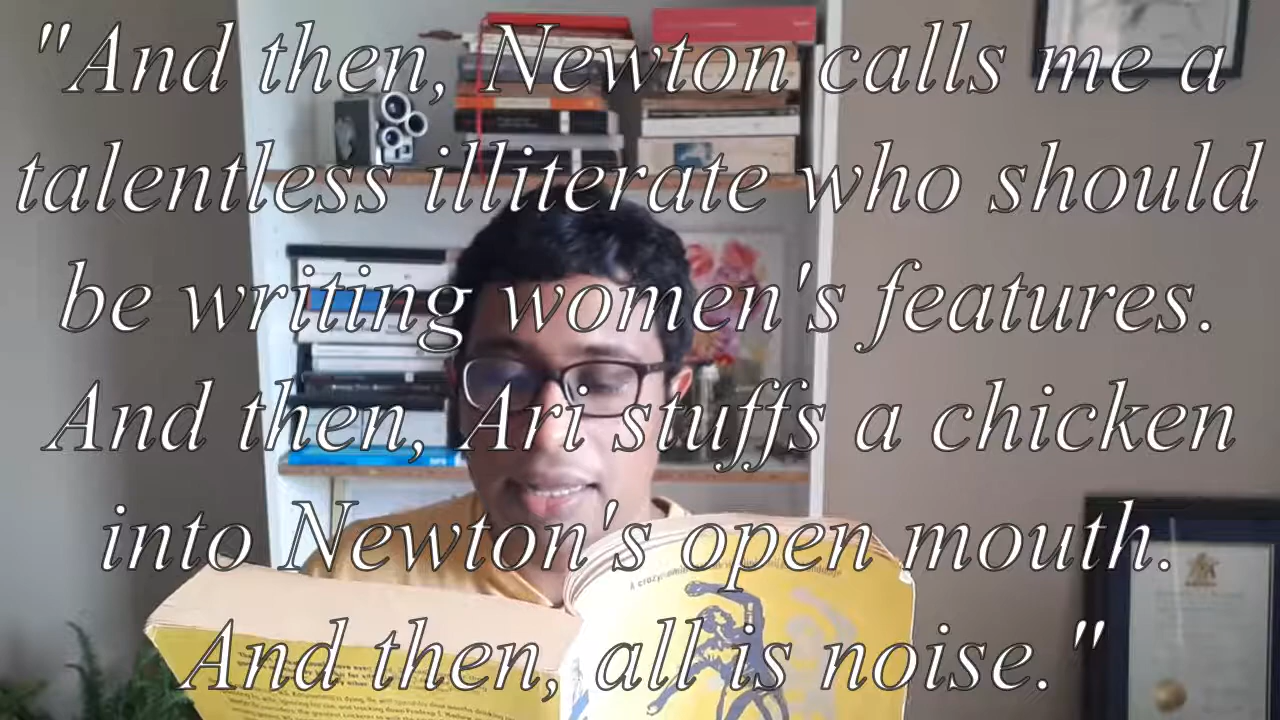 "And then, Newton calls me a
talentless illiterate who should
be writing women's features.
And then, Ari stuffs a chicken
into Newton's open mouth.
And then, all is noise."
A crazy